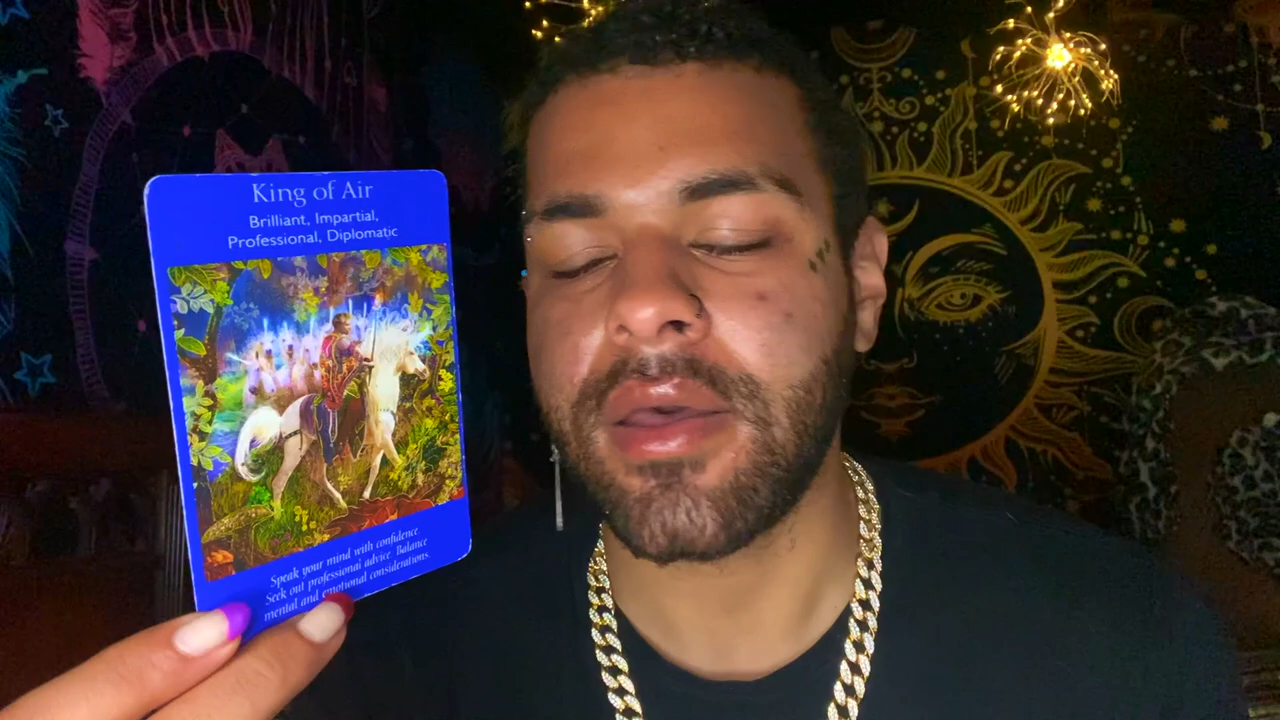 King of Air
Brilliant, Impartial,
Professional, Diplomatic
Speak your mind with confidence
Seek out professional advice Balance
mental and emotional considerations.